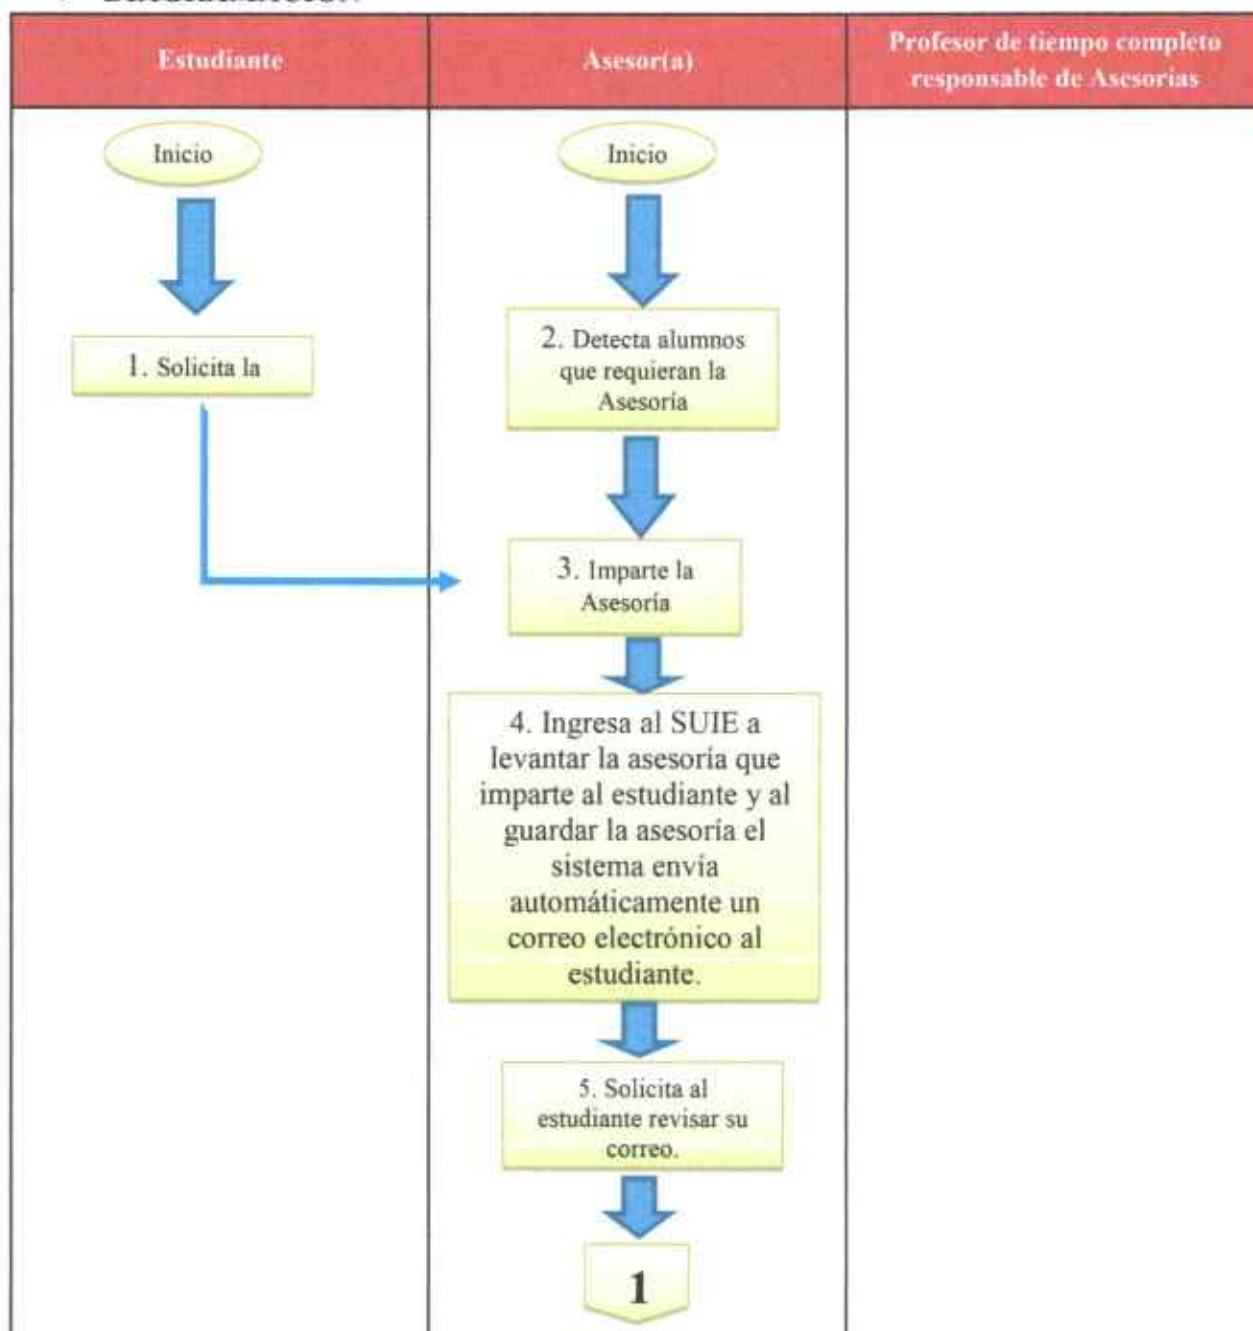 Estudiante
Asesor(a)
Profesor de tiempo completo
responsable de Asesorías
Inicio
Inicio
1. Solicita la
2. Detecta alumnos
que requieran la
Asesoría
3. Imparte la
Asesoría
4. Ingresa al SUIE a
levantar la asesoría que
imparte al estudiante y al
guardar la asesoría el
sistema envía
automáticamente un
correo electrónico al
estudiante.
5. Solicita al
estudiante revisar su
correo.
1